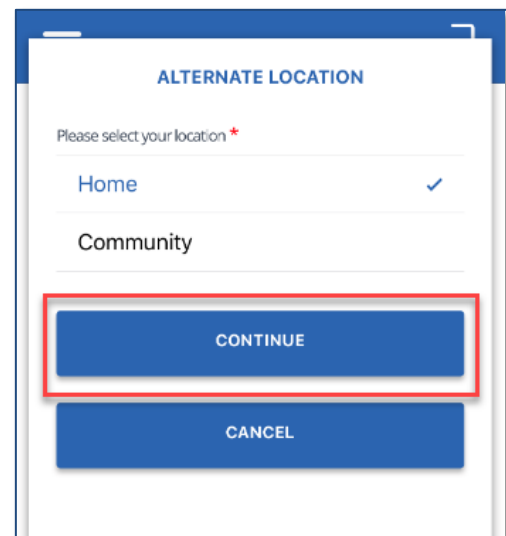 ALTERNATE LOCATION
Please select your location *
Home
Community
CONTINUE
CANCEL